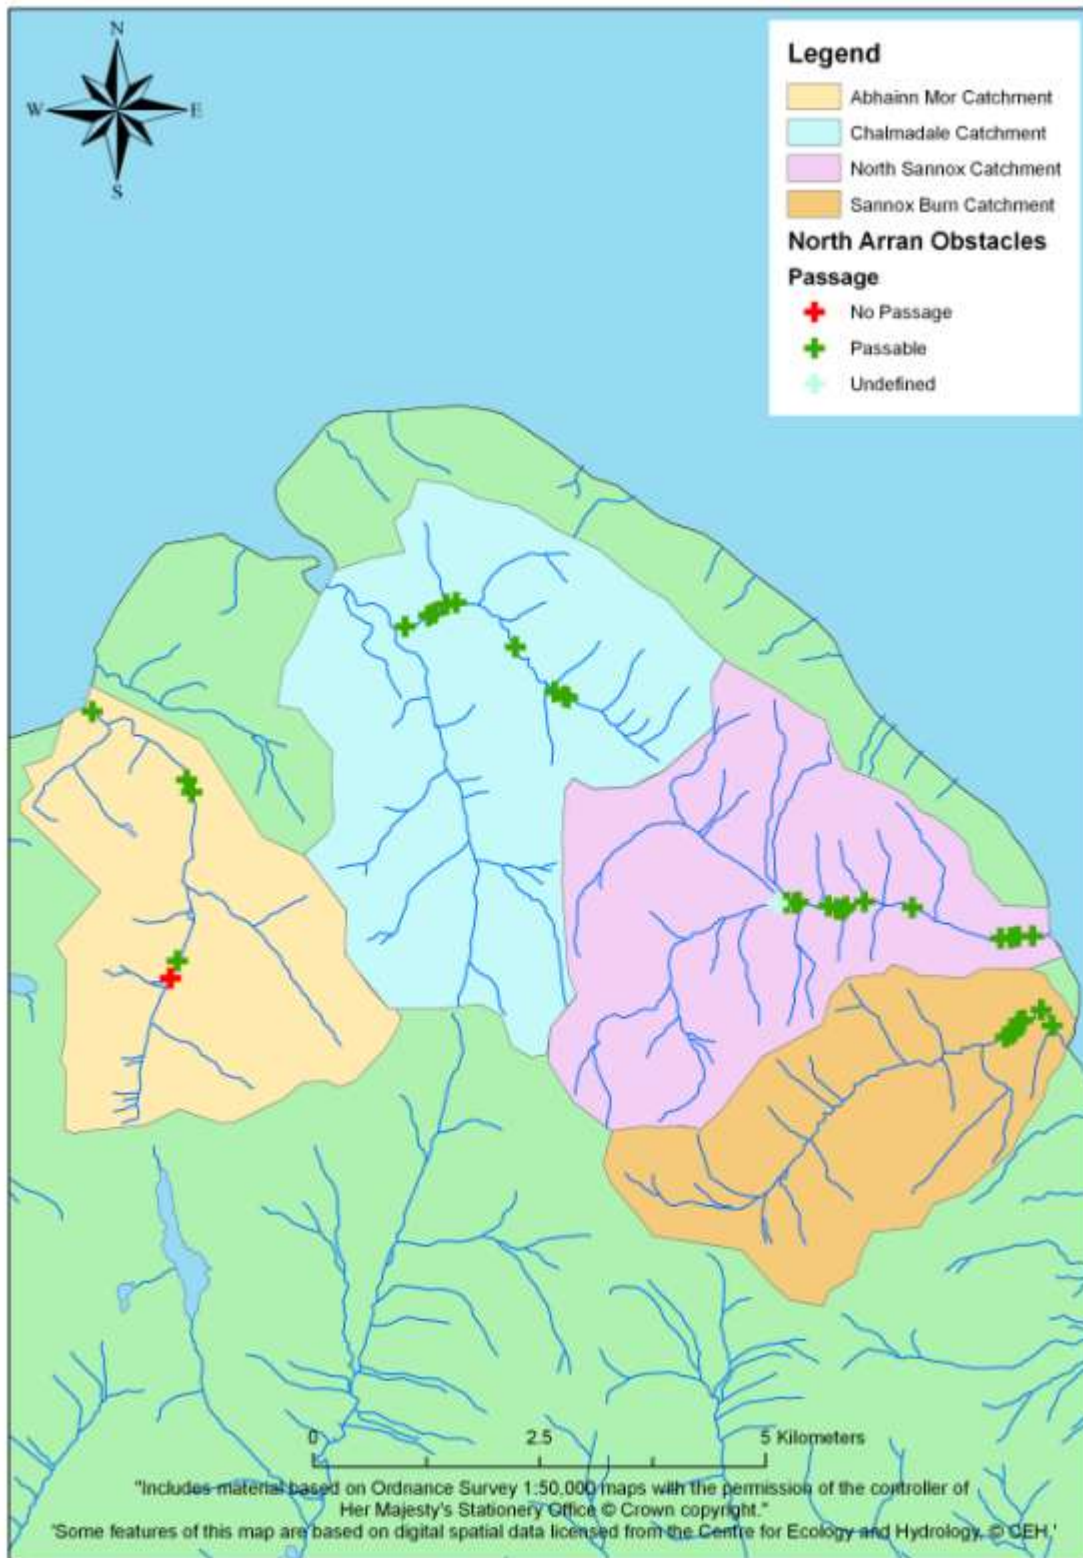 N
W
E
S
Legend
Abhainn Mor Catchment
Chalmadale Catchment
North Sannox Catchment
Sannox Burn Catchment
North Arran Obstacles
Passage
No Passage
Passable
Undefined
0 2.5 5 Kilometers
"Includes material based on Ordnance Survey 1:50,000 maps with the permission of the controller of
Her Majesty's Stationery Office © Crown copyright."
'Some features of this map are based on digital spatial data licensed from the Centre for Ecology and Hydrology, © CEH.'